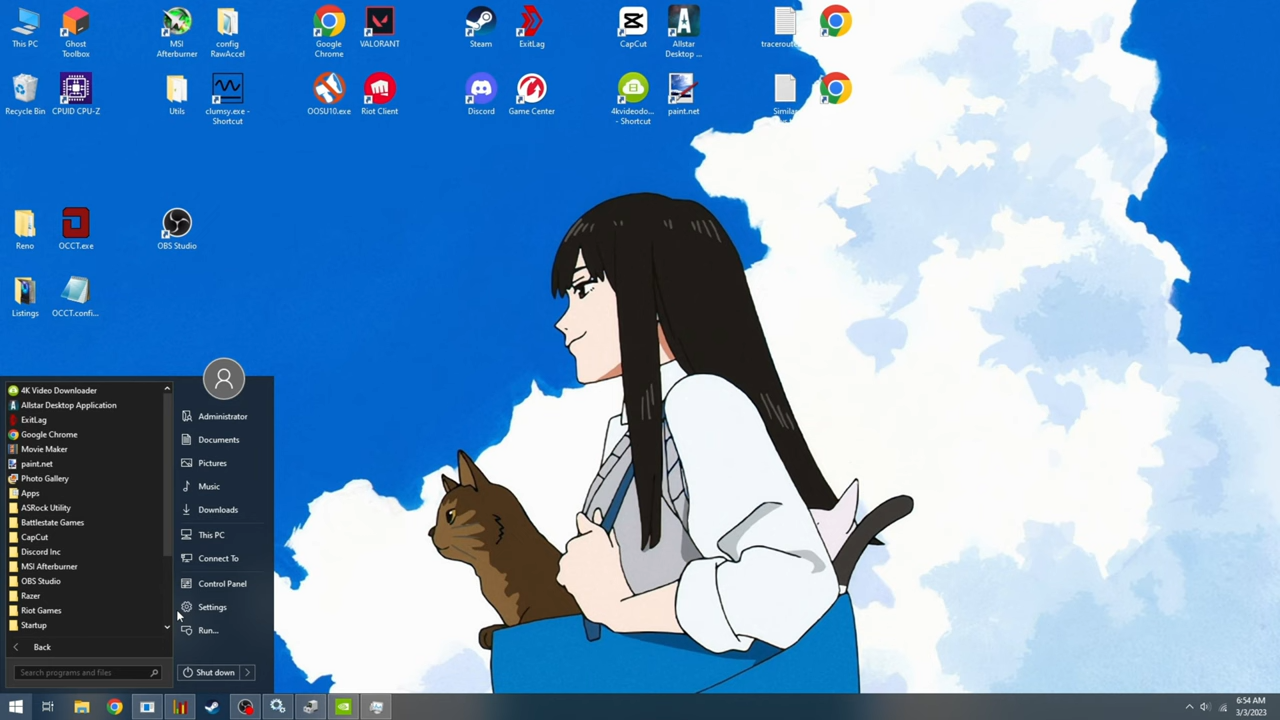 This PC
Ghost
Toolbox
MSI
Afterburner
config
RawAccel
Google
Chrome
VALORANT
Steam
ExitLag
CapCut
Allstar
Desktop ...
traceroute
Recycle Bin
CPUID CPU-Z
Utils
clumsy.exe -
Shortcut
OOSU10.exe
Riot Client
Discord
Game Center
4kvideodo...
- Shortcut
paint.net
Simila
Reno
OCCT.exe
OBS Studio
Listings
OCCT.confi...
4K Video Downloader
Allstar Desktop Application
ExitLag
Google Chrome
Movie Maker
paint.net
Photo Gallery
Apps
ASRock Utility
Battlestate Games
CapCut
Discord Inc
MSI Afterburner
OBS Studio
Razer
Riot Games
Startup
Back
Search programs and files
Administrator
Documents
Pictures
Music
Downloads
This PC
Connect To
Control Panel
Settings
Run...
Shut down
6:54 AM
3/3/2023